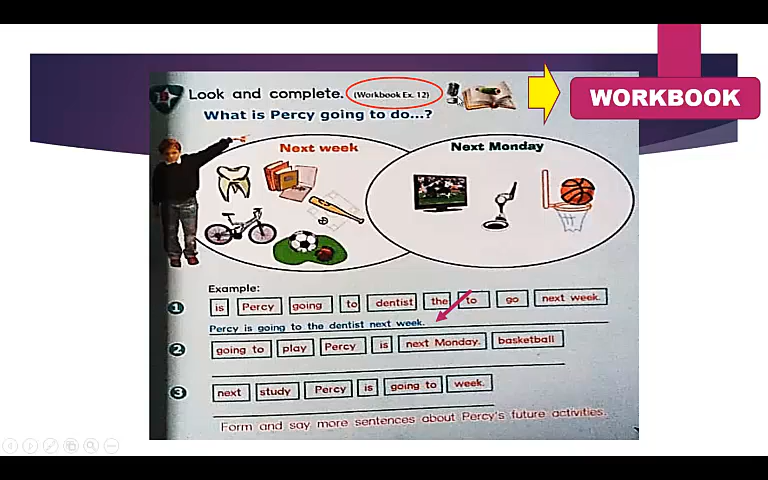 Look and complete. (Workbook Ex. 12)
WORKBOOK
What is Percy going to do...?
Next week
Next Monday
Example:
1 is Percy going to dentist the to go next week.
Percy is going to the dentist next week.
2 going to play Percy is next Monday. basketball
3 next study Percy is going to week.
Form and say more sentences about Percy's future activities.